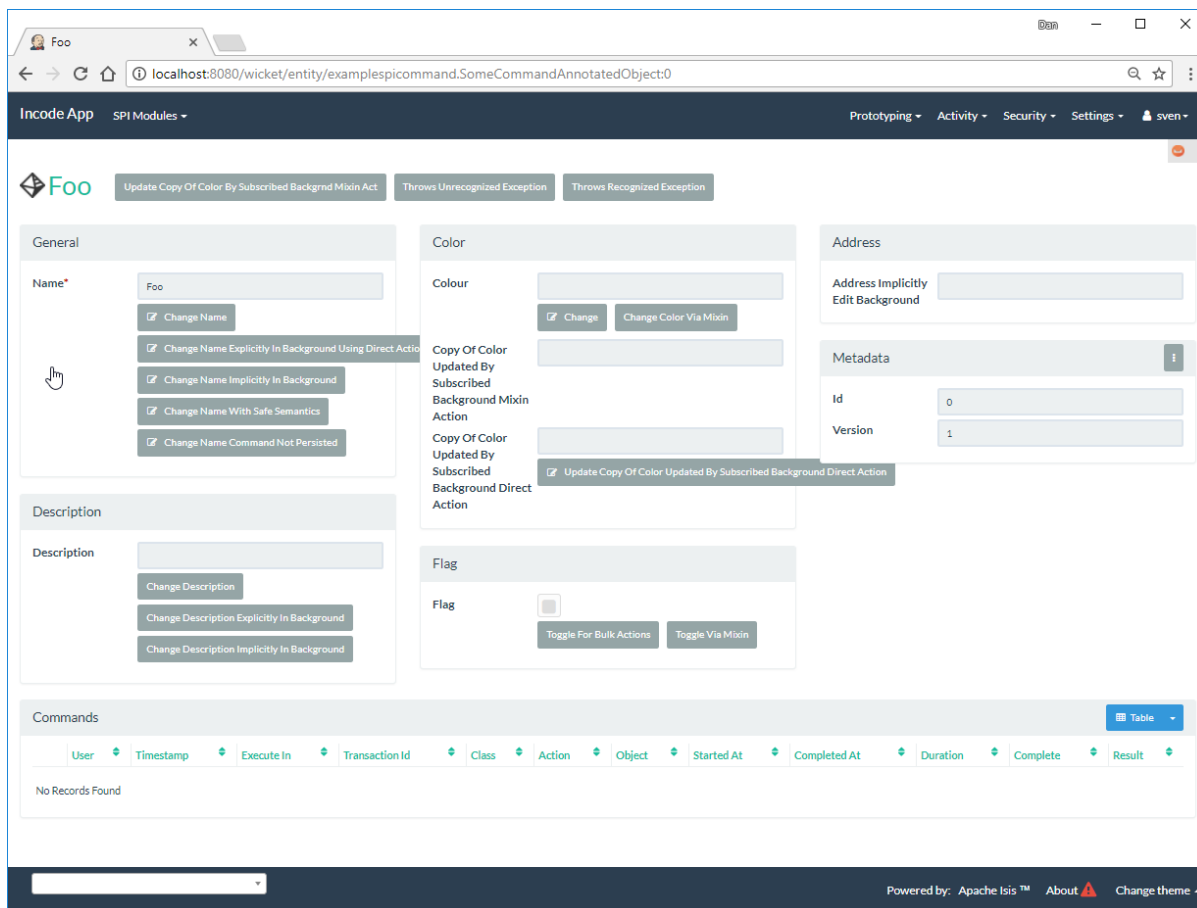 Dan
Foo
localhost:8080/wicket/entity/examplespicommand.SomeCommandAnnotatedObject:0
Incode App SPI Modules Prototyping Activity Security Settings sven
Foo Update Copy Of Color By Subscribed Backgrnd Mixin Act Throws Unrecognized Exception Throws Recognized Exception
General
Name* Foo
Change Name
Change Name Explicitly In Background Using Direct Actio
Change Name Implicitly In Background
Change Name With Safe Semantics
Change Name Command Not Persisted
Description
Description
Change Description
Change Description Explicitly In Background
Change Description Implicitly In Background
Color
Colour
Change Change Color Via Mixin
Copy Of Color
Updated By
Subscribed
Background Mixin
Action
Copy Of Color
Updated By
Subscribed
Background Direct
Action
Update Copy Of Color Updated By Subscribed Background Direct Action
Flag
Flag
Toggle For Bulk Actions Toggle Via Mixin
Address
Address Implicitly
Edit Background
Metadata
Id 0
Version 1
Commands Table
User Timestamp Execute In Transaction Id Class Action Object Started At Completed At Duration Complete Result
No Records Found
Powered by: Apache Isis ™ About Change theme